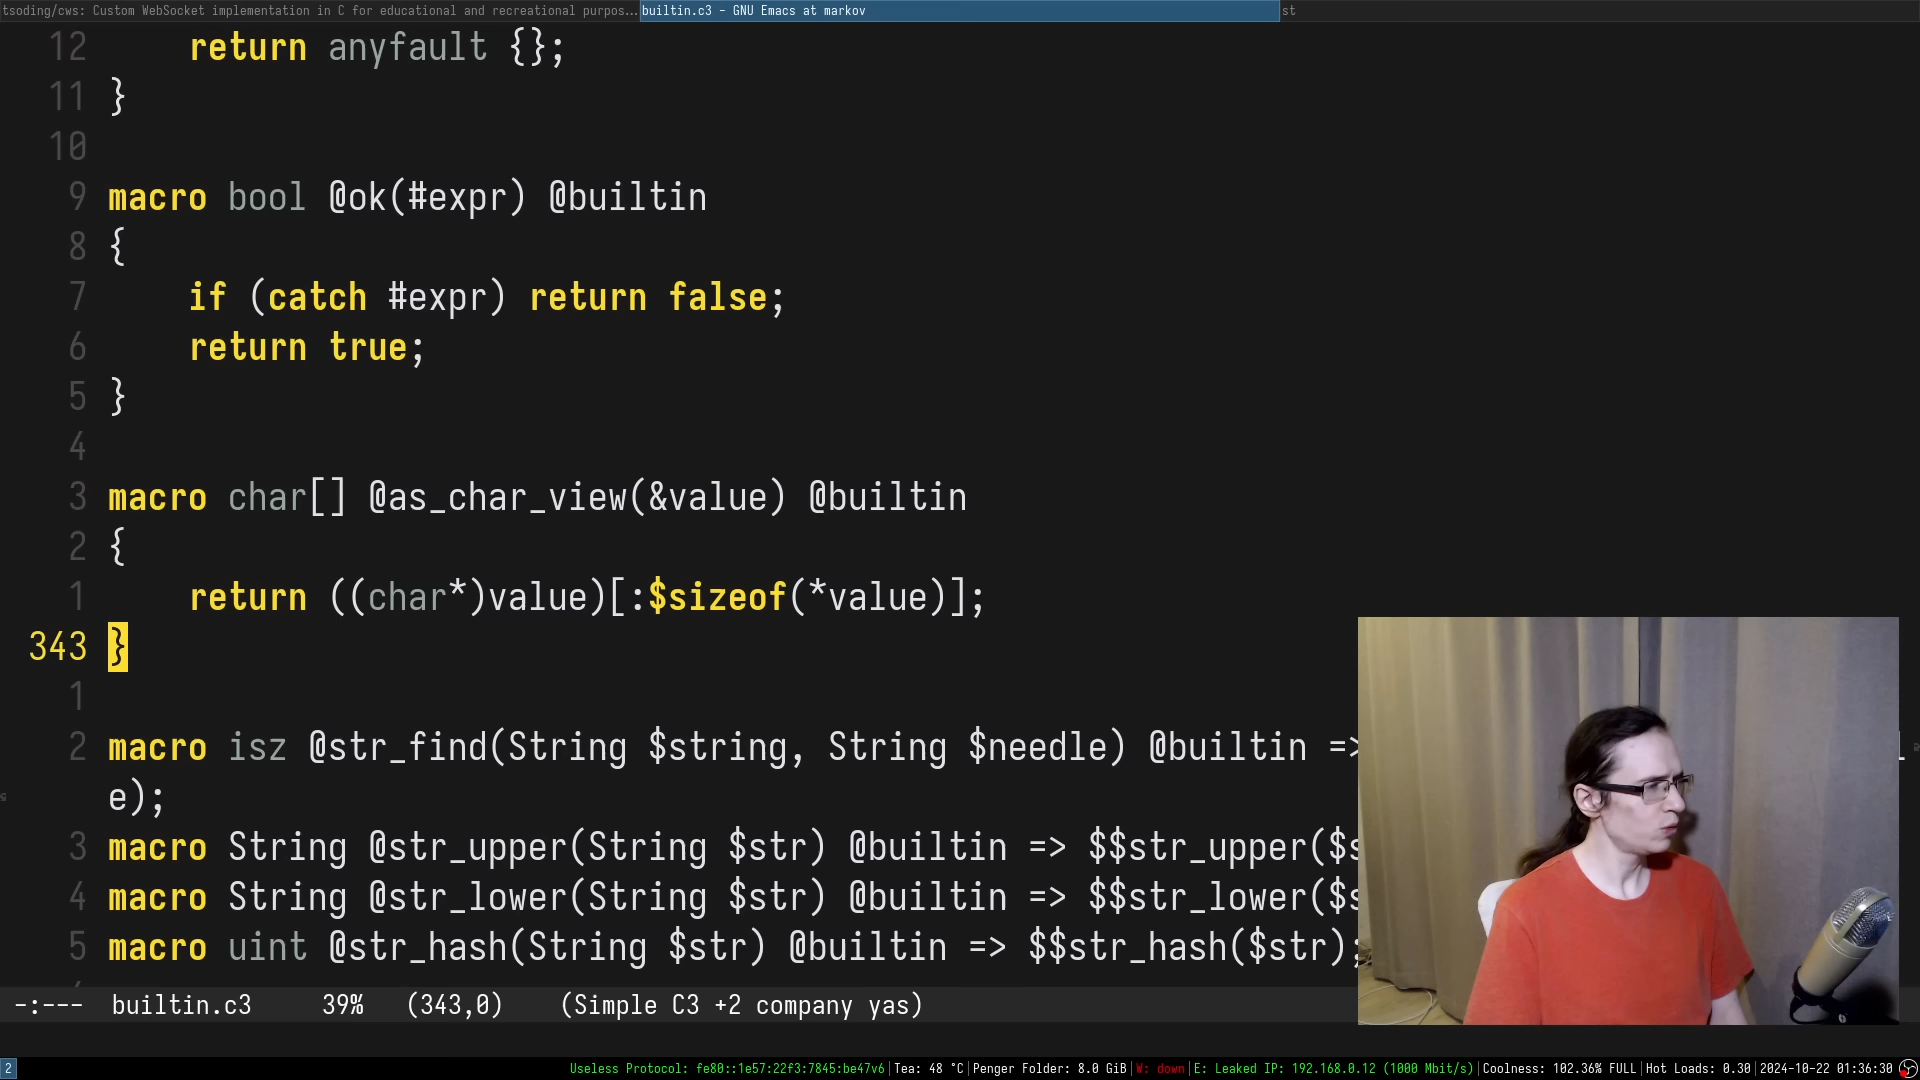 tsoding/cws: Custom WebSocket implementation in C for educational and recreational purpos... builtin.c3 - GNU Emacs at markov st
12 return anyfault {};
11 }
10
9 macro bool @ok(#expr) @builtin
8 {
7 if (catch #expr) return false;
6 return true;
5 }
4
3 macro char[] @as_char_view(&value) @builtin
2 {
1 return ((char*)value)[:$sizeof(*value)];
343 }
1
2 macro isz @str_find(String $string, String $needle) @builtin =>
e);
3 macro String @str_upper(String $str) @builtin => $$str_upper($s
4 macro String @str_lower(String $str) @builtin => $$str_lower($s
5 macro uint @str_hash(String $str) @builtin => $$str_hash($str);
-:--- builtin.c3 39% (343,0) (Simple C3 +2 company yas)
2 Useless Protocol: fe80::1e57:22f3:7845:be47v6|Tea: 48 °C|Penger Folder: 8.0 GiB|W: down|E: Leaked IP: 192.168.0.12 (1000 Mbit/s)|Coolness: 102.36% FULL|Hot Loads: 0.30|2024-10-22 01:36:30